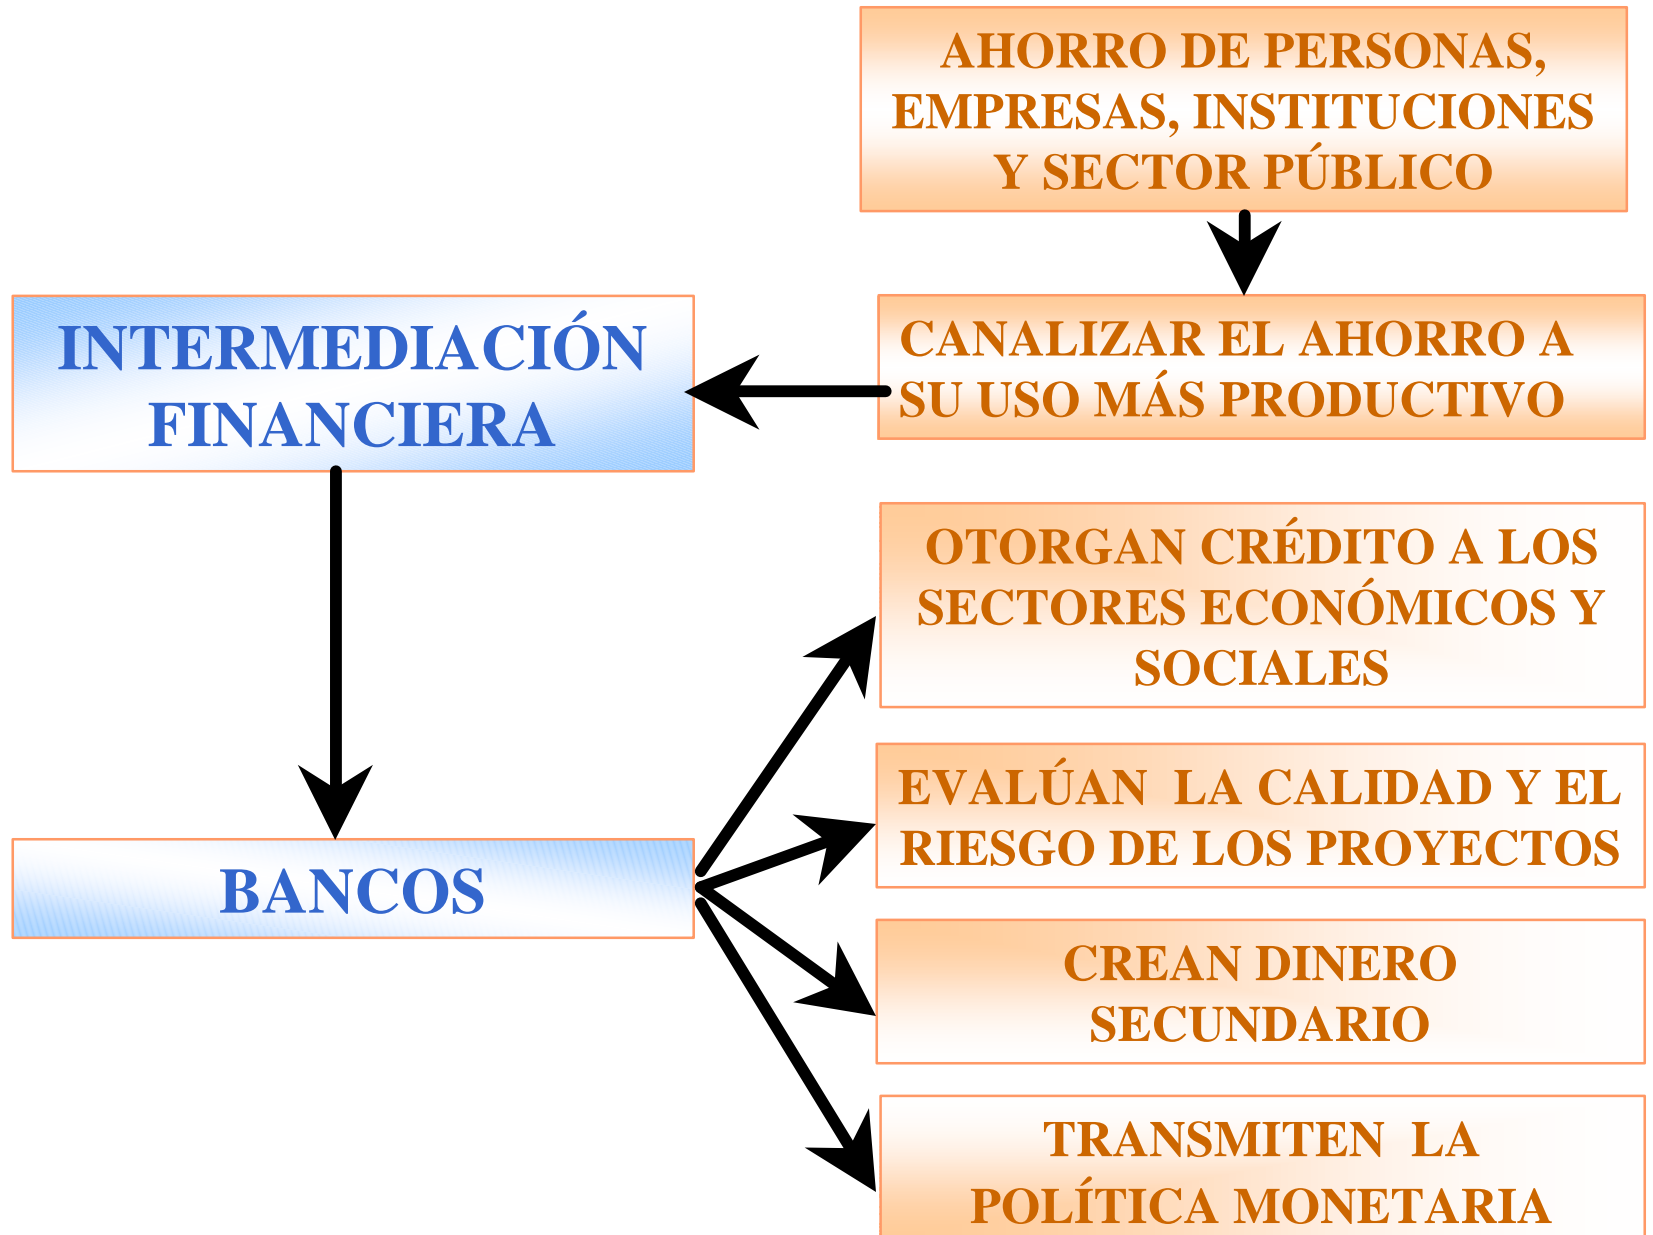 AHORRO DE PERSONAS,
EMPRESAS, INSTITUCIONES
Y SECTOR PÚBLICO
CANALIZAR EL AHORRO A
SU USO MÁS PRODUCTIVO
INTERMEDIACIÓN
FINANCIERA
BANCOS
OTORGAN CRÉDITO A LOS
SECTORES ECONÓMICOS Y
SOCIALES
EVALÚAN LA CALIDAD Y EL
RIESGO DE LOS PROYECTOS
CREAN DINERO
SECUNDARIO
TRANSMITEN LA
POLÍTICA MONETARIA